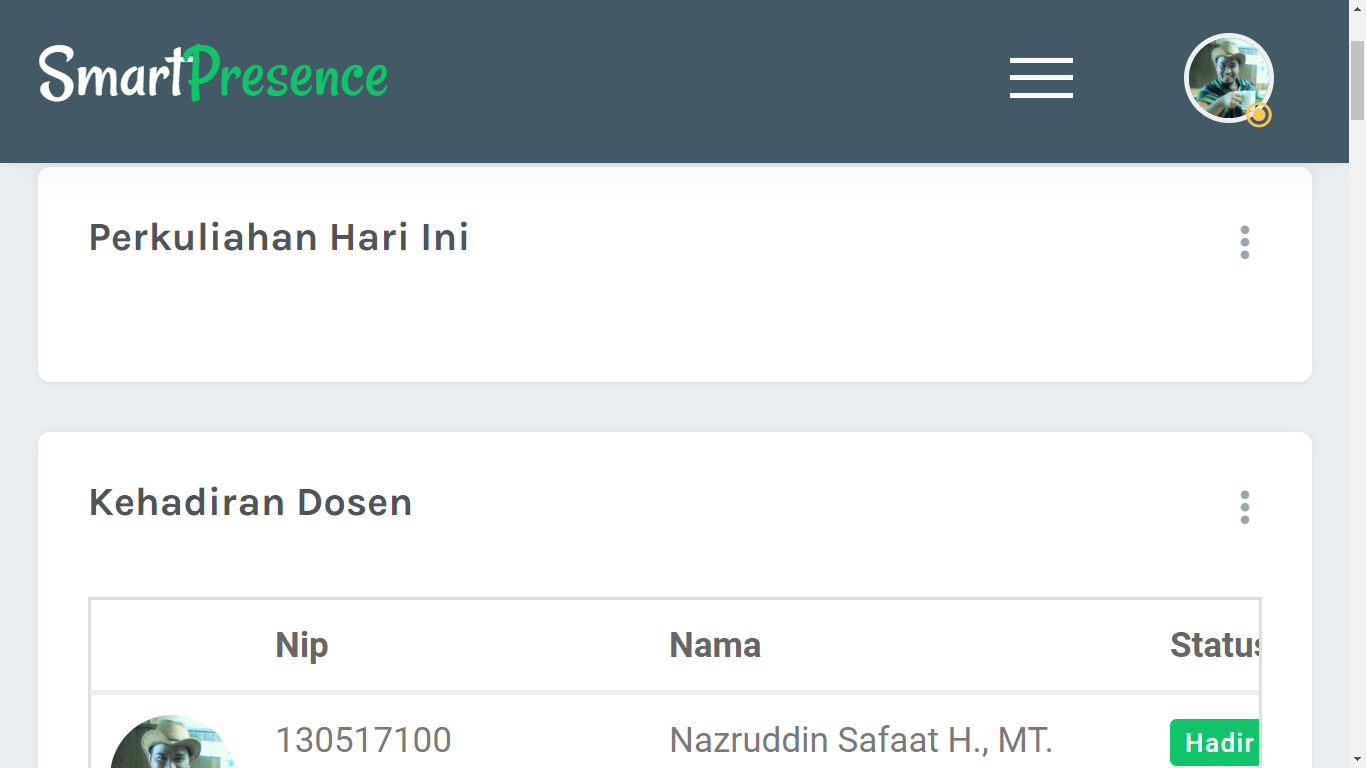 SmartPresence
Perkuliahan Hari Ini
Kehadiran Dosen
Nip Nama Status
130517100 Nazruddin Safaat H., MT. Hadir